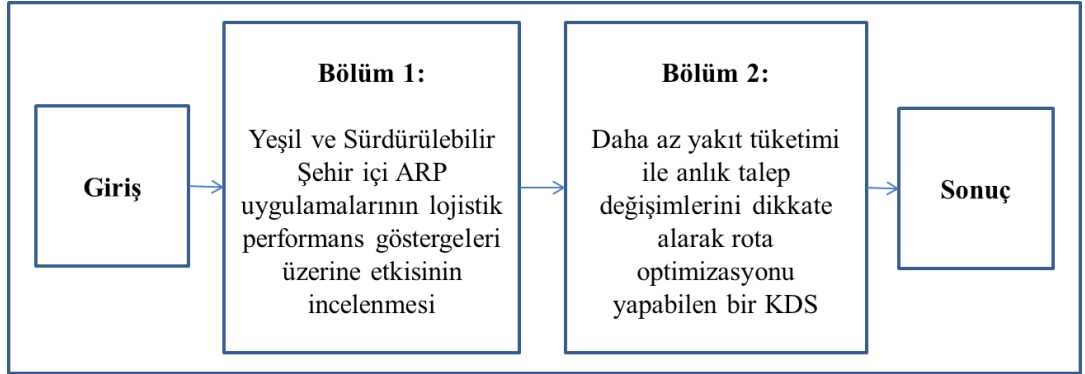 Giriş
Bölüm 1:
Yeşil ve Sürdürülebilir
Şehir içi ARP
uygulamalarının lojistik
performans göstergeleri
üzerine etkisinin
incelenmesi
Bölüm 2:
Daha az yakıt tüketimi
ile anlık talep
değişimlerini dikkate
alarak rota
optimizasyonu
yapabilen bir KDS
Sonuç